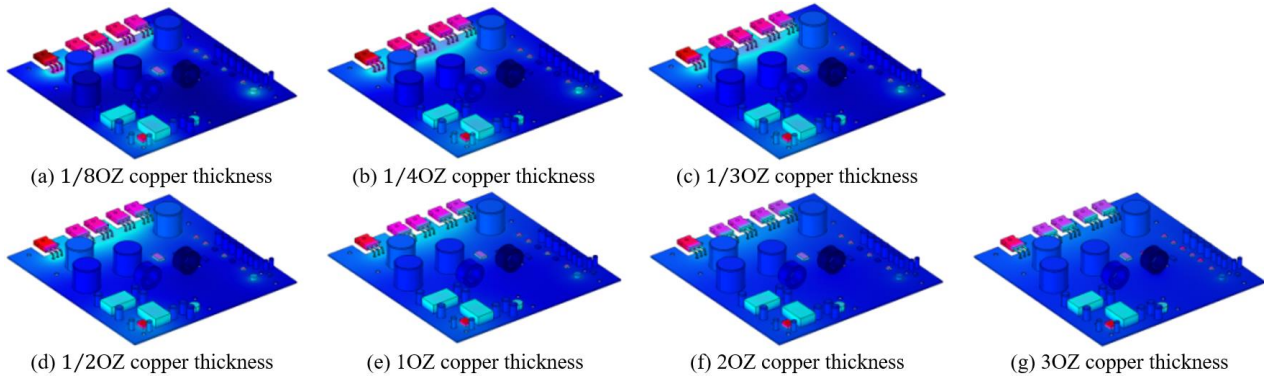 (a) 1/8OZ copper thickness
(b) 1/4OZ copper thickness
(c) 1/3OZ copper thickness
(d) 1/2OZ copper thickness
(e) 1OZ copper thickness
(f) 2OZ copper thickness
(g) 3OZ copper thickness